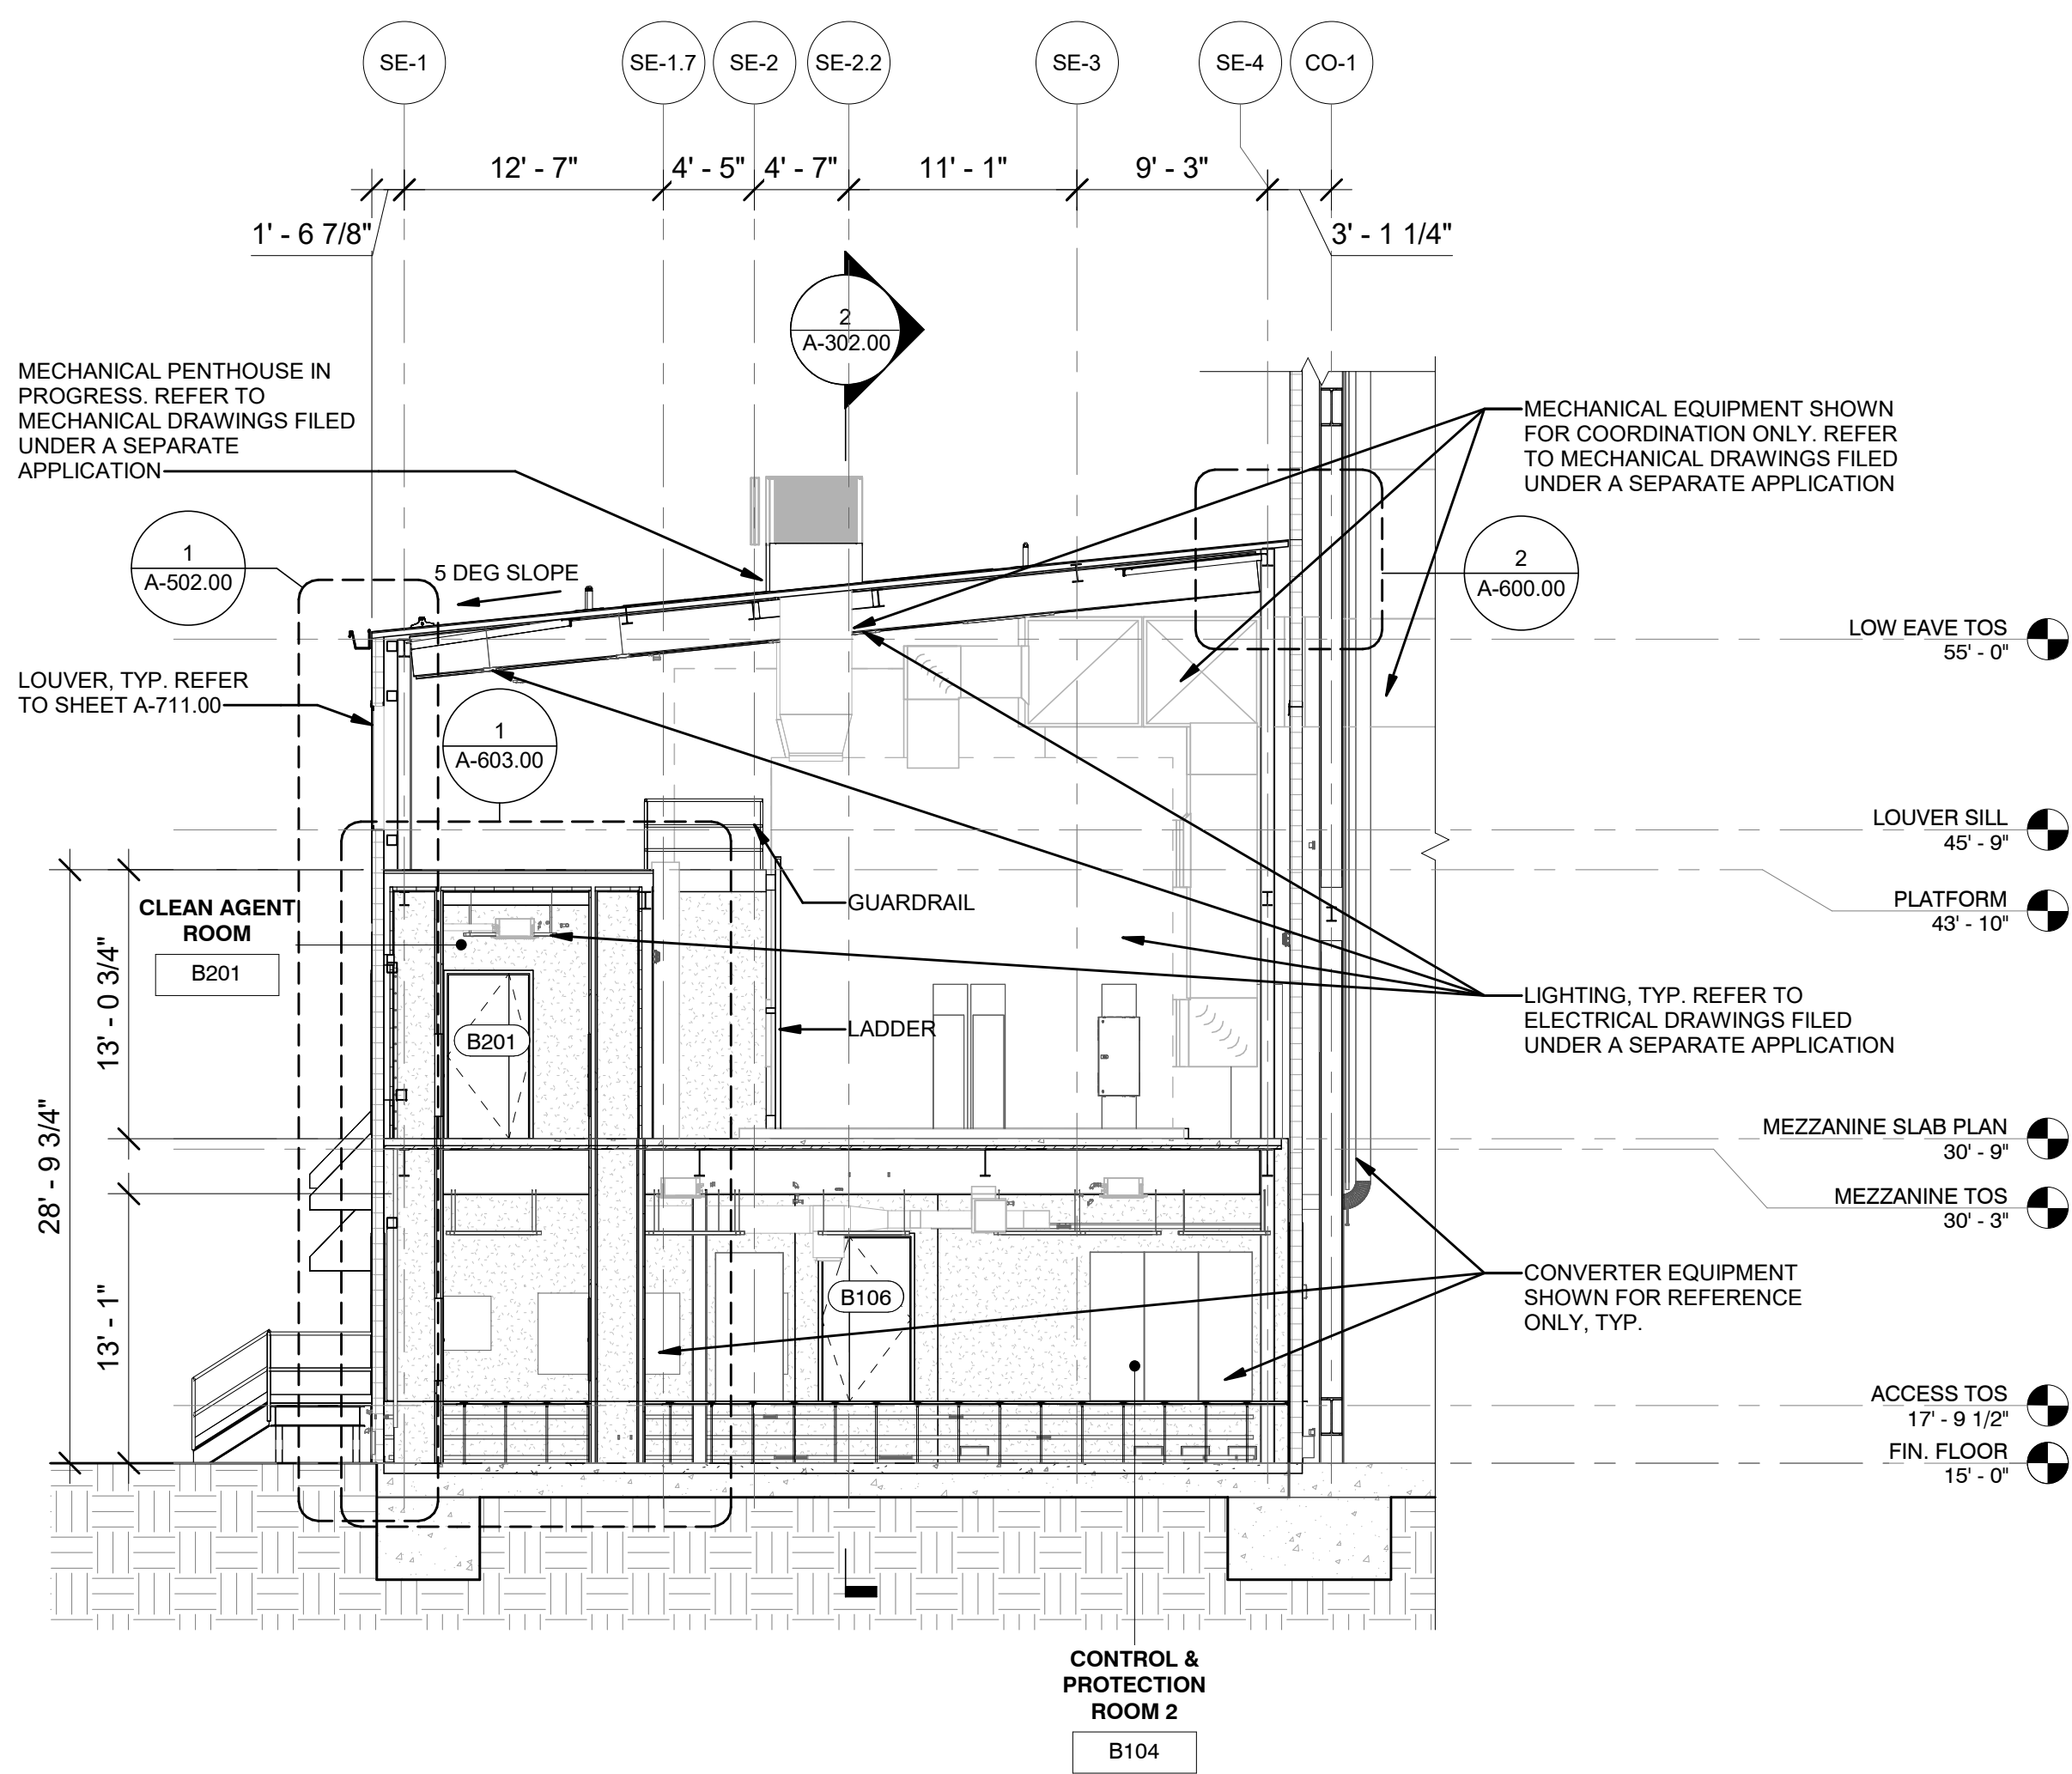 SE-1
SE-1.7
SE-2
SE-2.2
SE-3
SE-4
CO-1
12' - 7"
4' - 5"
4' - 7"
11' - 1"
9' - 3"
1' - 6 7/8"
3' - 1 1/4"
2
A-302.00
MECHANICAL PENTHOUSE IN
PROGRESS. REFER TO
MECHANICAL DRAWINGS FILED
UNDER A SEPARATE
APPLICATION
MECHANICAL EQUIPMENT SHOWN
FOR COORDINATION ONLY. REFER
TO MECHANICAL DRAWINGS FILED
UNDER A SEPARATE APPLICATION
1
A-502.00
5 DEG SLOPE
2
A-600.00
LOW EAVE TOS
55' - 0"
LOUVER, TYP. REFER
TO SHEET A-711.00
1
A-603.00
LOUVER SILL
45' - 9"
PLATFORM
43' - 10"
CLEAN AGENT
ROOM
B201
GUARDRAIL
13' - 0 3/4"
B201
LADDER
LIGHTING, TYP. REFER TO
ELECTRICAL DRAWINGS FILED
UNDER A SEPARATE APPLICATION
28' - 9 3/4"
MEZZANINE SLAB PLAN
30' - 9"
MEZZANINE TOS
30' - 3"
13' - 1"
B106
CONVERTER EQUIPMENT
SHOWN FOR REFERENCE
ONLY, TYP.
ACCESS TOS
17' - 9 1/2"
FIN. FLOOR
15' - 0"
CONTROL &
PROTECTION
ROOM 2
B104